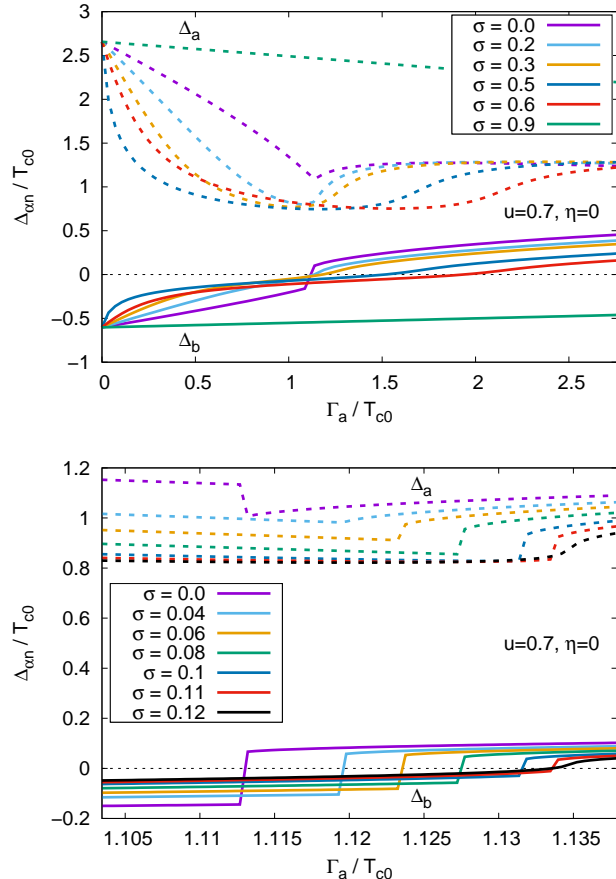 3
2.5
2
1.5
1
0.5
0
−0.5
−1
Δαn / Tc0
Δa
Δb
σ = 0.0
σ = 0.2
σ = 0.3
σ = 0.5
σ = 0.6
σ = 0.9
u=0.7, η=0
0 0.5 1 1.5 2 2.5
Γa / Tc0
1.2
1
0.8
0.6
0.4
0.2
0
−0.2
Δαn / Tc0
Δa
σ = 0.0
σ = 0.04
σ = 0.06
σ = 0.08
σ = 0.1
σ = 0.11
σ = 0.12
u=0.7, η=0
Δb
1.105 1.11 1.115 1.12 1.125 1.13 1.135
Γa / Tc0